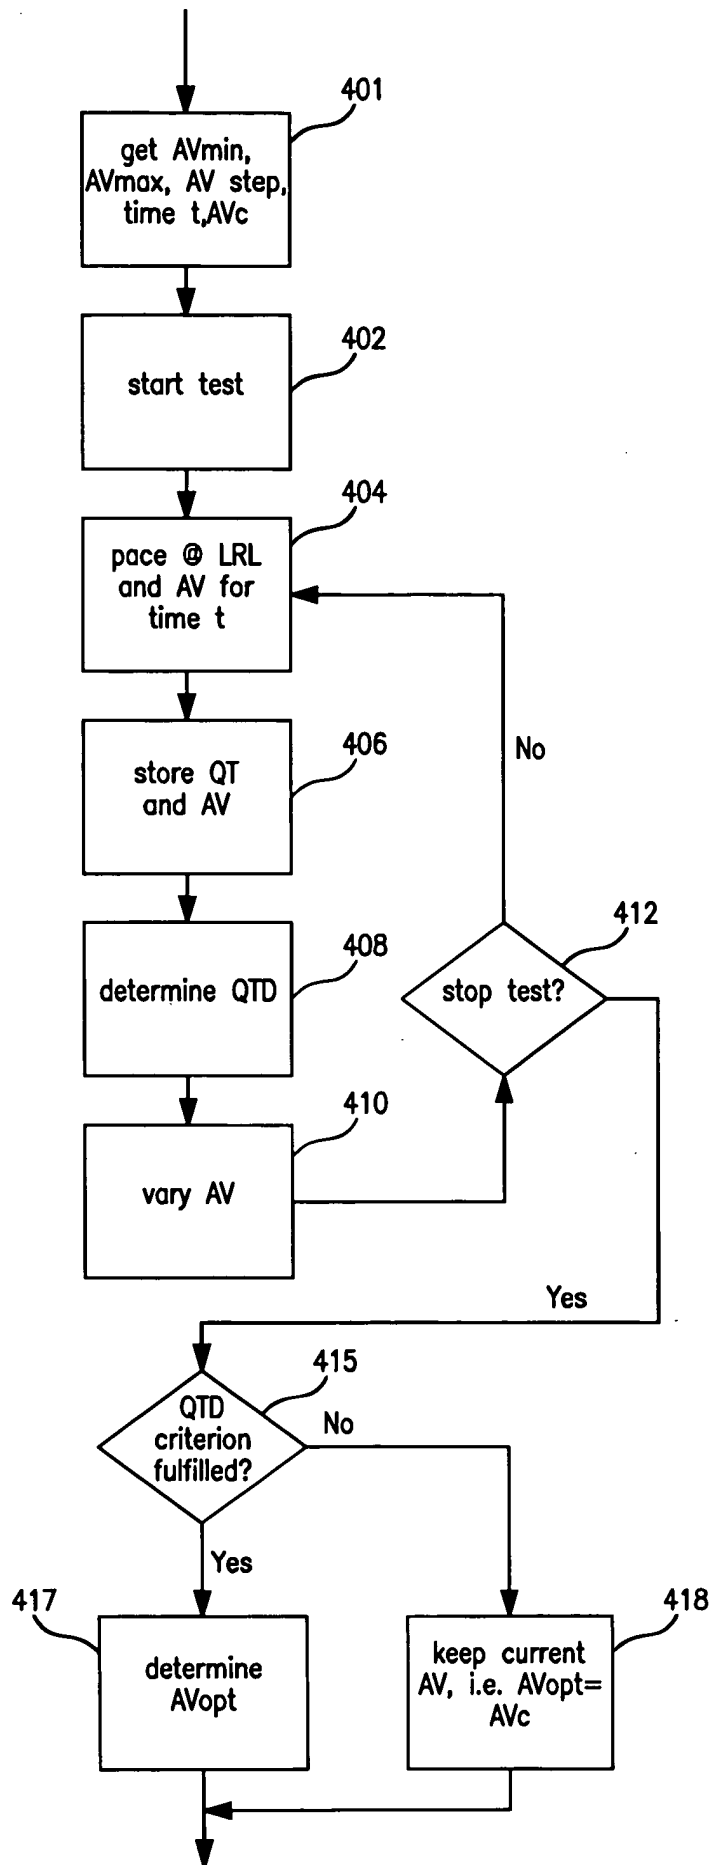 401
get AVmin,
AVmax, AV step,
time t,AVc
402
start test
404
pace @ LRL
and AV for
time t
406
store QT
and AV
No
408
determine QTD
412
stop test?
410
vary AV
Yes
415
QTD
criterion
fulfilled?
No
Yes
417
determine
AVopt
418
keep current
AV, i.e. AVopt=
AVc